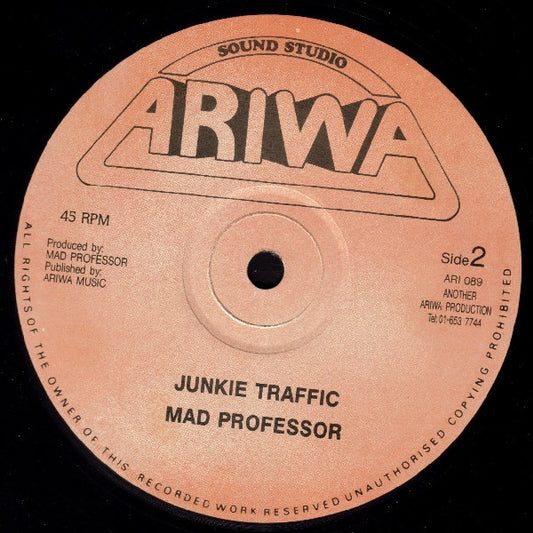 SOUND STUDIO
ARIWA
45 RPM
Produced by:
MAD PROFESSOR
Published by:
ARIWA MUSIC
Side 2
ARI 089
ANOTHER
ARIWA PRODUCTION
Tel: 01-653 7744
JUNKIE TRAFFIC
MAD PROFESSOR
ALL RIGHTS OF THE OWNER OF THIS RECORDED WORK RESERVED UNAUTHORISED COPYING PROHIBITED